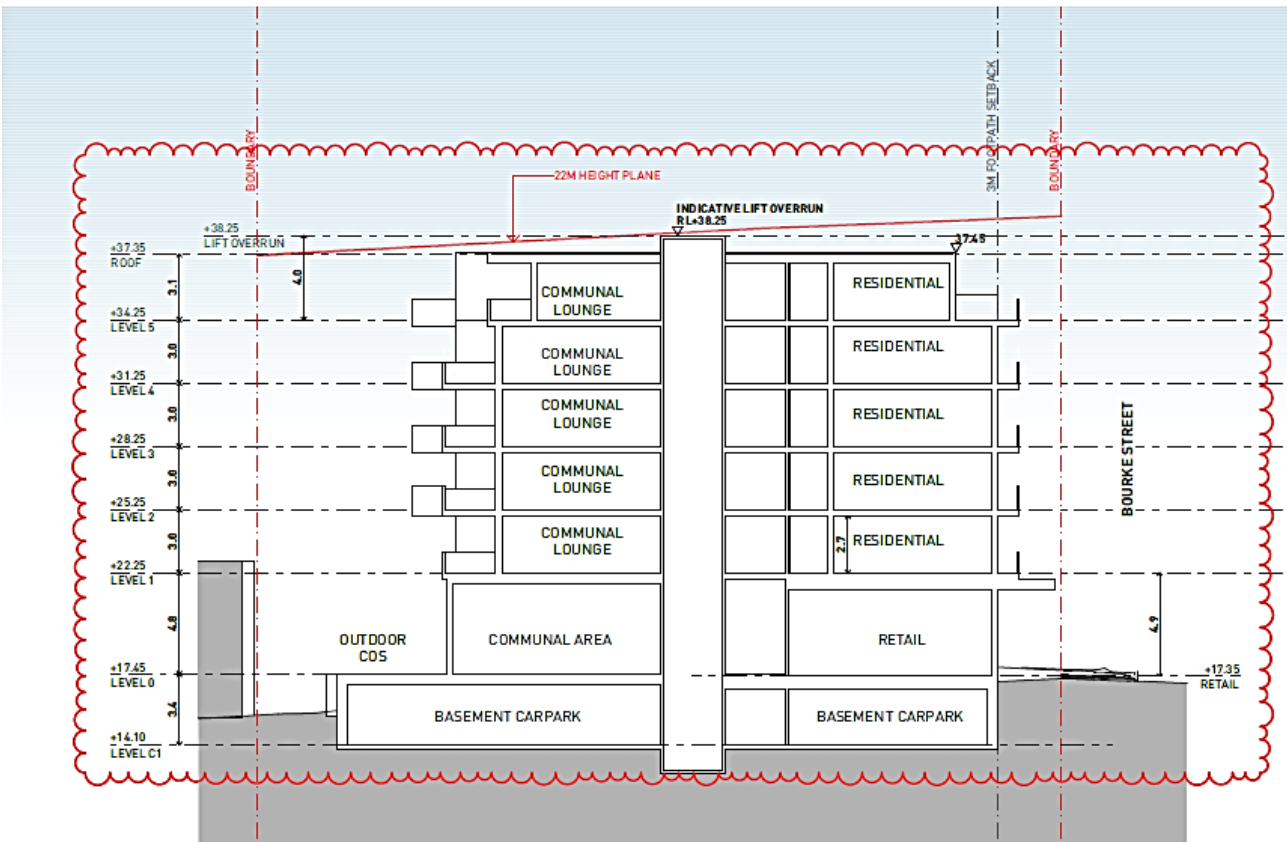 BOUNDARY
3M FOOTPATH SETBACK
BOUNDARY
22M HEIGHT PLANE
INDICATIVE LIFT OVERRUN
RL+38.25
+38.25
LIFT OVERRUN
37.45
+37.35
ROOF
3.1
4.0
COMMUNAL
LOUNGE
RESIDENTIAL
+34.25
LEVEL 5
3.0
COMMUNAL
LOUNGE
RESIDENTIAL
+31.25
LEVEL 4
3.0
COMMUNAL
LOUNGE
RESIDENTIAL
+28.25
LEVEL 3
3.0
COMMUNAL
LOUNGE
RESIDENTIAL
BOURKE STREET
+25.25
LEVEL 2
3.0
COMMUNAL
LOUNGE
2.7
RESIDENTIAL
+22.25
LEVEL 1
4.8
OUTDOOR
COS
COMMUNAL AREA
RETAIL
4.9
+17.45
LEVEL 0
+17.35
RETAIL
3.4
BASEMENT CARPARK
BASEMENT CARPARK
+14.10
LEVEL C1